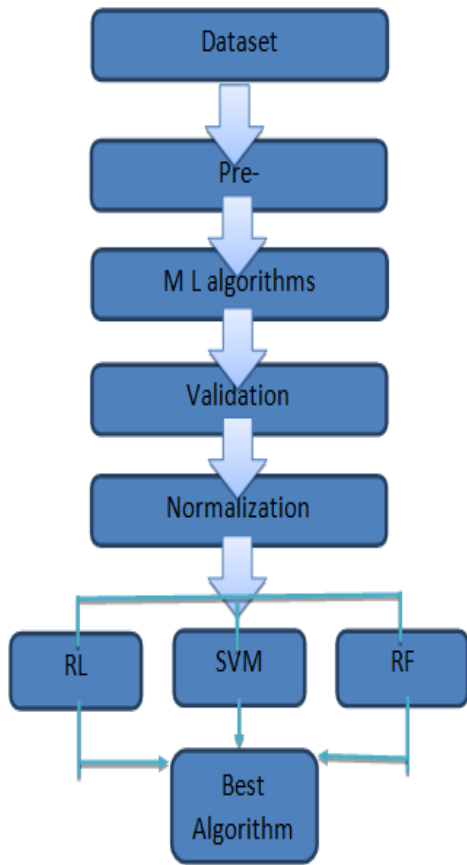 Dataset
Pre-
M L algorithms
Validation
Normalization
RL
SVM
RF
Best
Algorithm